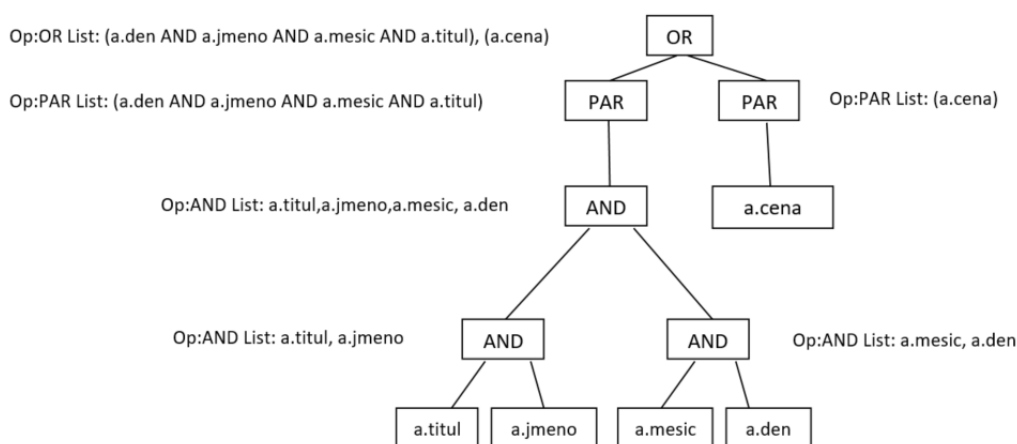 Op:OR List: (a.den AND a.jmeno AND a.mesic AND a.titul), (a.cena)
OR
Op:PAR List: (a.den AND a.jmeno AND a.mesic AND a.titul)
PAR
PAR
Op:PAR List: (a.cena)
Op:AND List: a.titul,a.jmeno,a.mesic, a.den
AND
a.cena
Op:AND List: a.titul, a.jmeno
AND
AND
Op:AND List: a.mesic, a.den
a.titul
a.jmeno
a.mesic
a.den